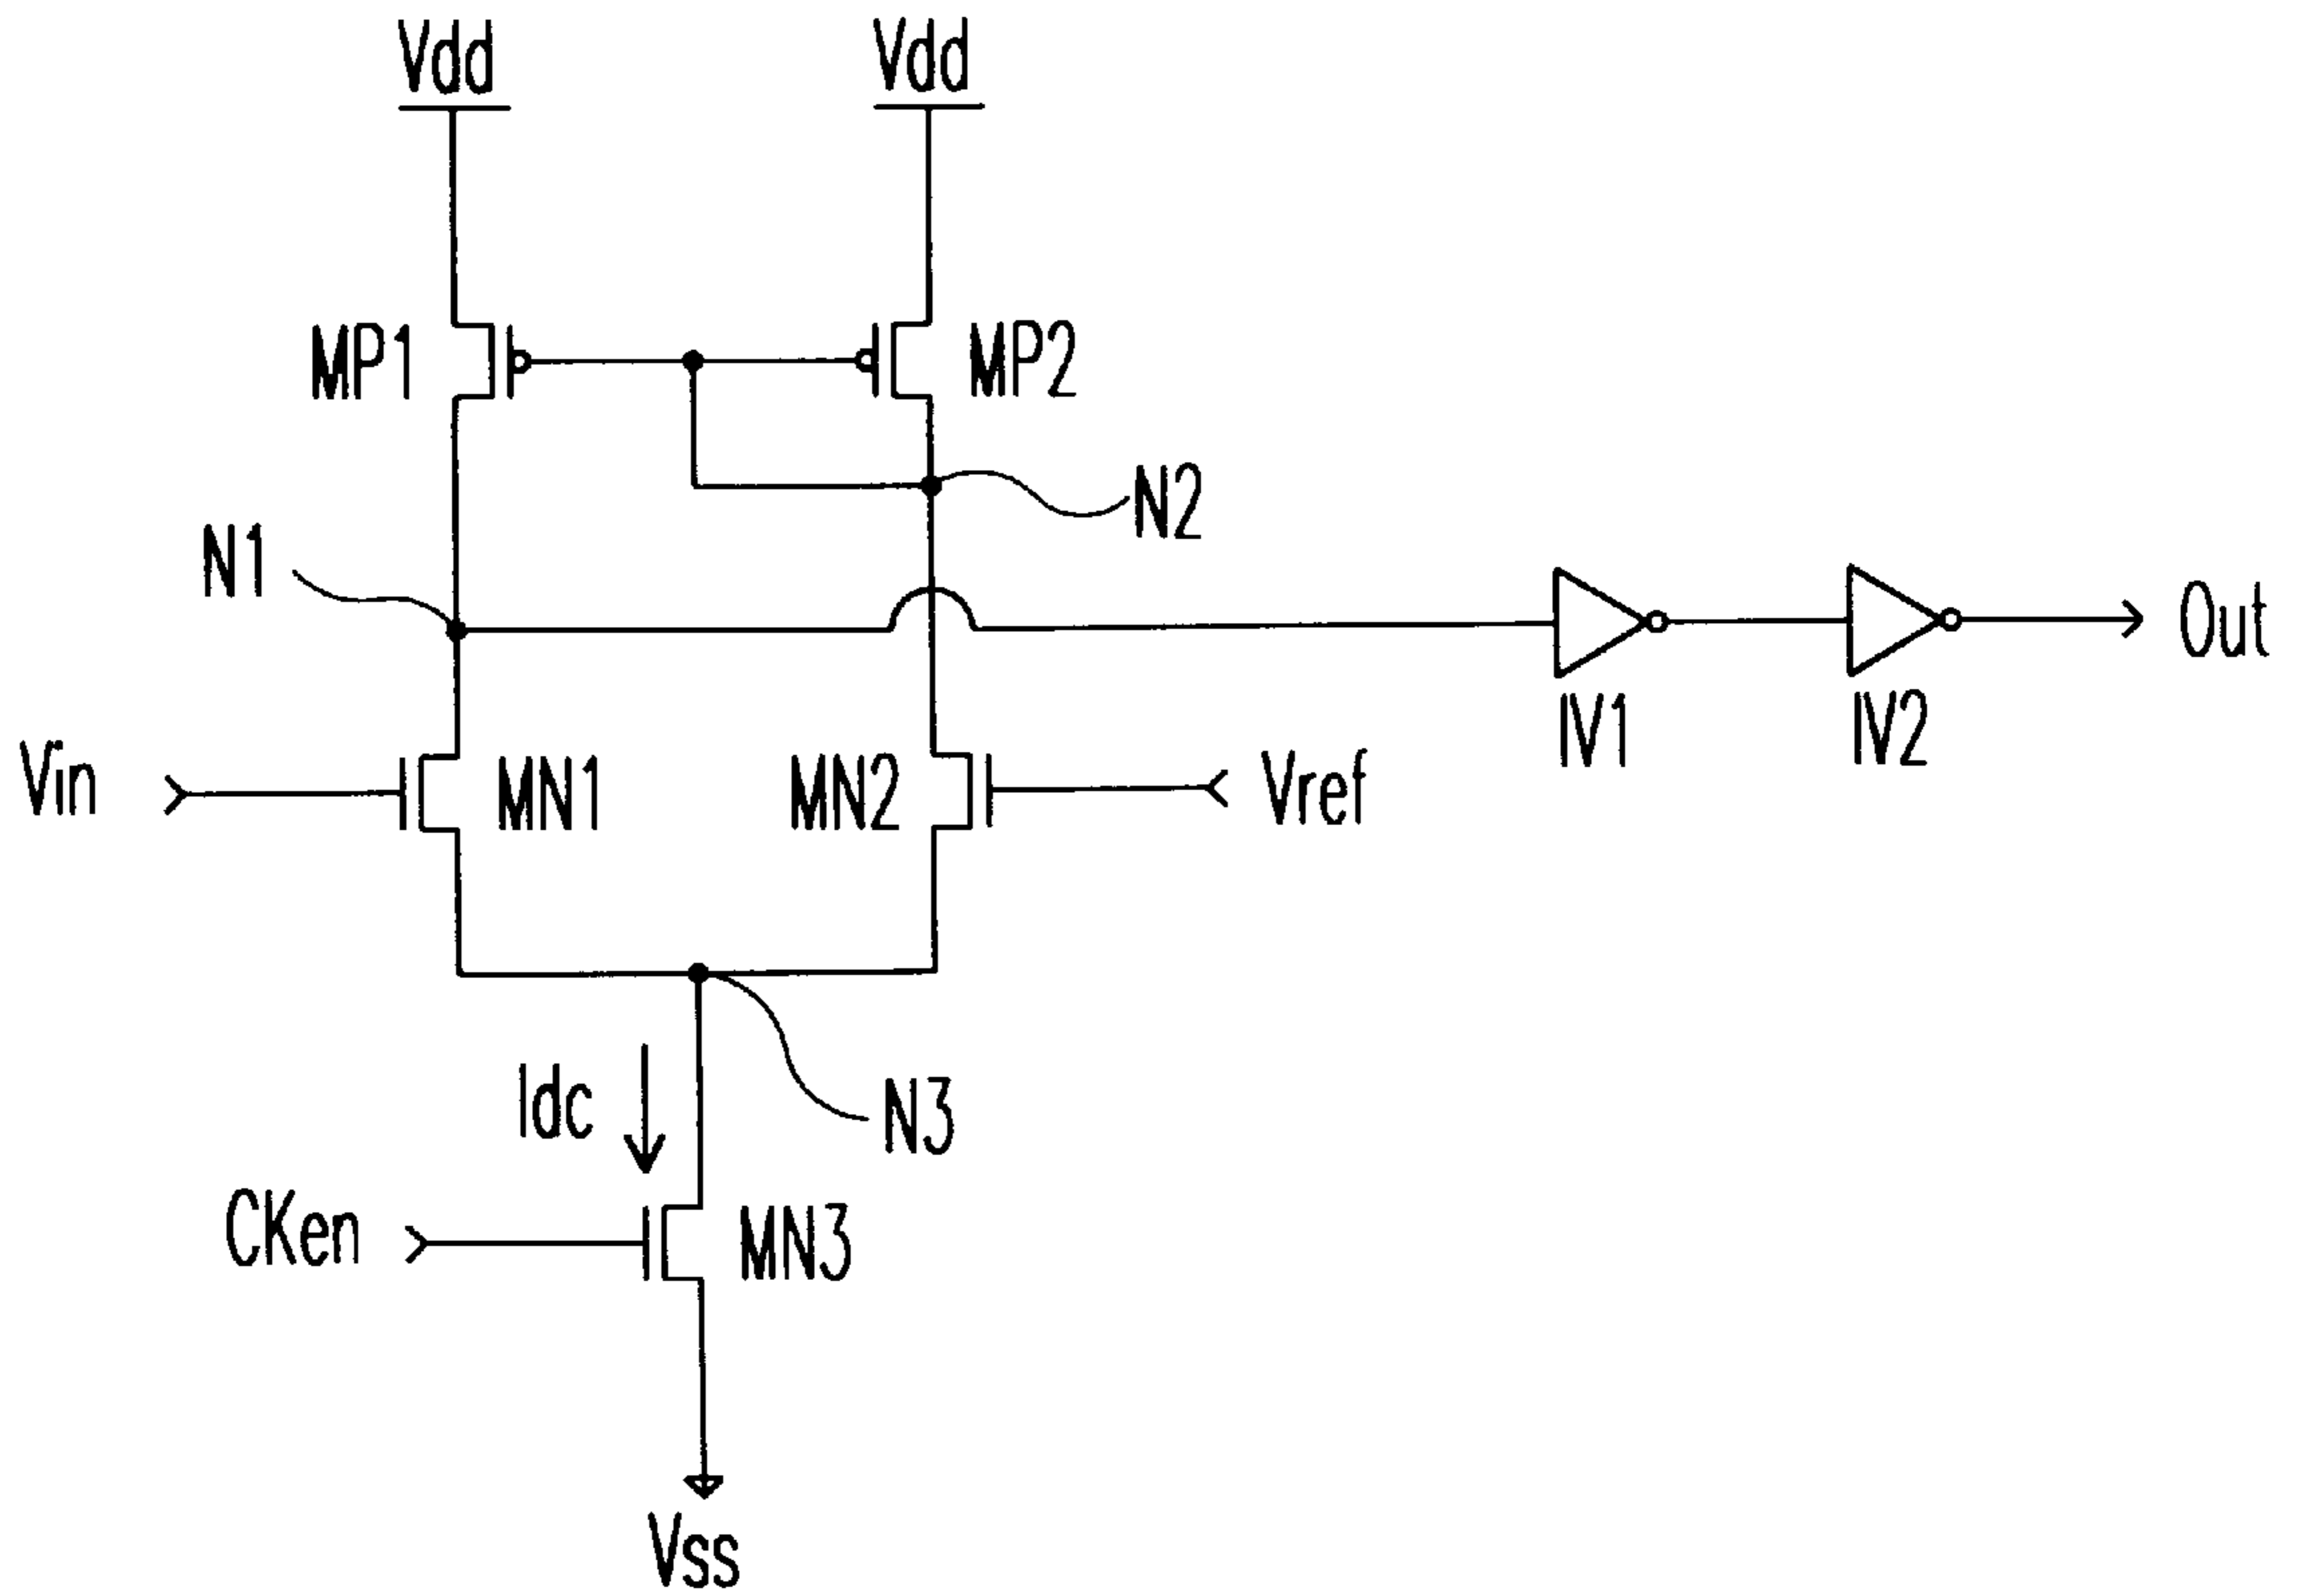 Vdd
Vdd
MP1
MP2
N2
N1
Out
IV1
IV2
Vin
MN1
MN2
Vref
Idc
N3
CKen
MN3
Vss